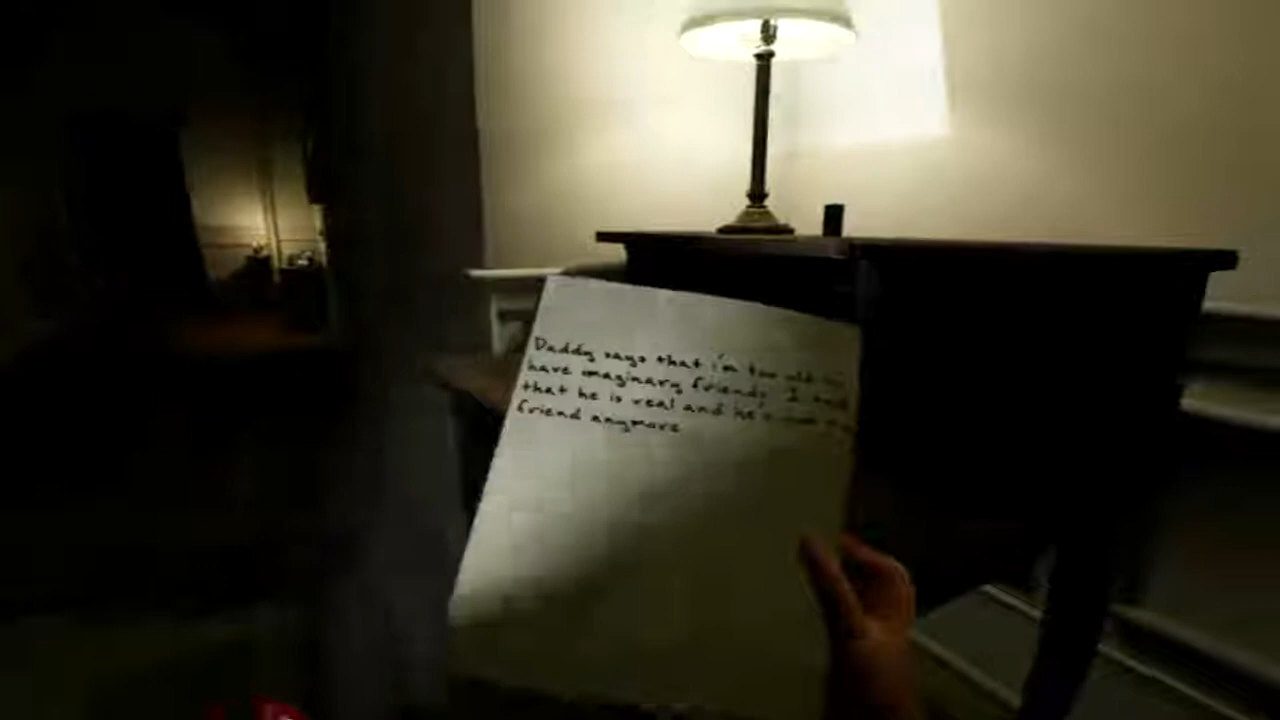 Daddy says that i'm too old
have imaginary friends I
that he is real and he's
friend anymore